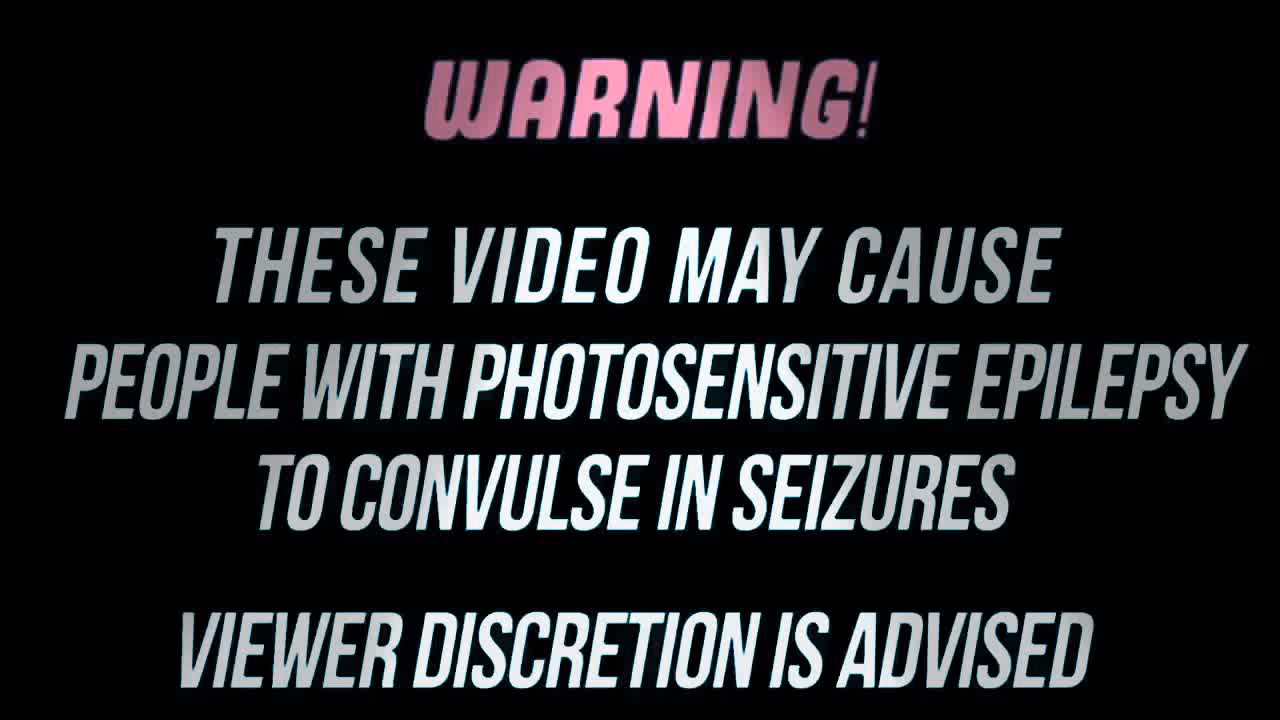 WARNING!
THESE VIDEO MAY CAUSE
PEOPLE WITH PHOTOSENSITIVE EPILEPSY
TO CONVULSE IN SEIZURES
VIEWER DISCRETION IS ADVISED